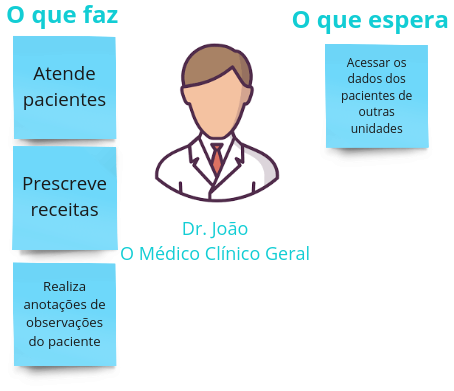 O que faz
Atende
pacientes
Prescreve
receitas
Realiza
anotações de
observações
do paciente
Dr. João
O Médico Clínico Geral
O que espera
Acessar os
dados dos
pacientes de
outras
unidades